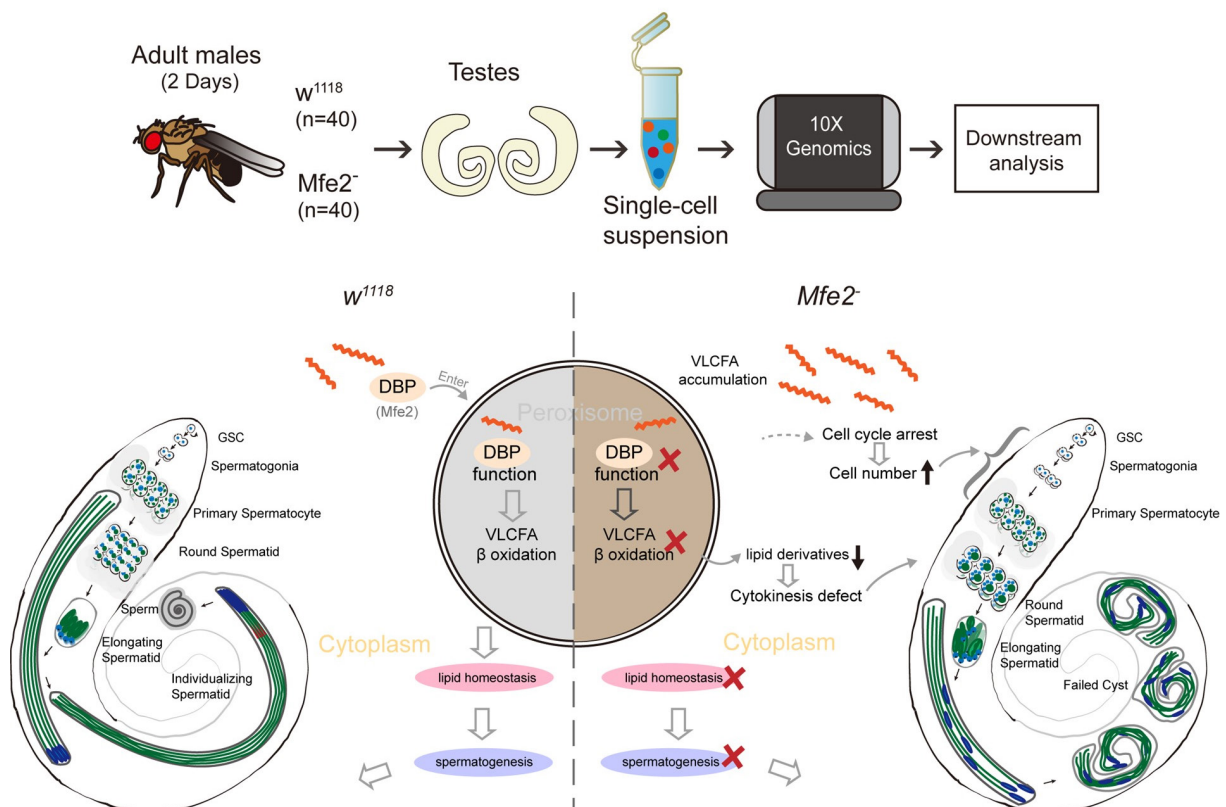 Adult males
(2 Days)
w1118
(n=40)
Mfe2-
(n=40)
Testes
Single-cell
suspension
10X
Genomics
Downstream
analysis
w1118
Mfe2-
DBP
(Mfe2)
Enter
Peroxisome
DBP
function
VLCFA
β oxidation
DBP
function
VLCFA
β oxidation
VLCFA
accumulation
Cell cycle arrest
Cell number
lipid derivatives
Cytokinesis defect
Cytoplasm
Cytoplasm
lipid homeostasis
spermatogenesis
lipid homeostasis
spermatogenesis
GSC
Spermatogonia
Primary Spermatocyte
Round Spermatid
Sperm
Elongating
Spermatid
Individualizing
Spermatid
GSC
Spermatogonia
Primary Spermatocyte
Round
Spermatid
Elongating
Spermatid
Failed Cyst